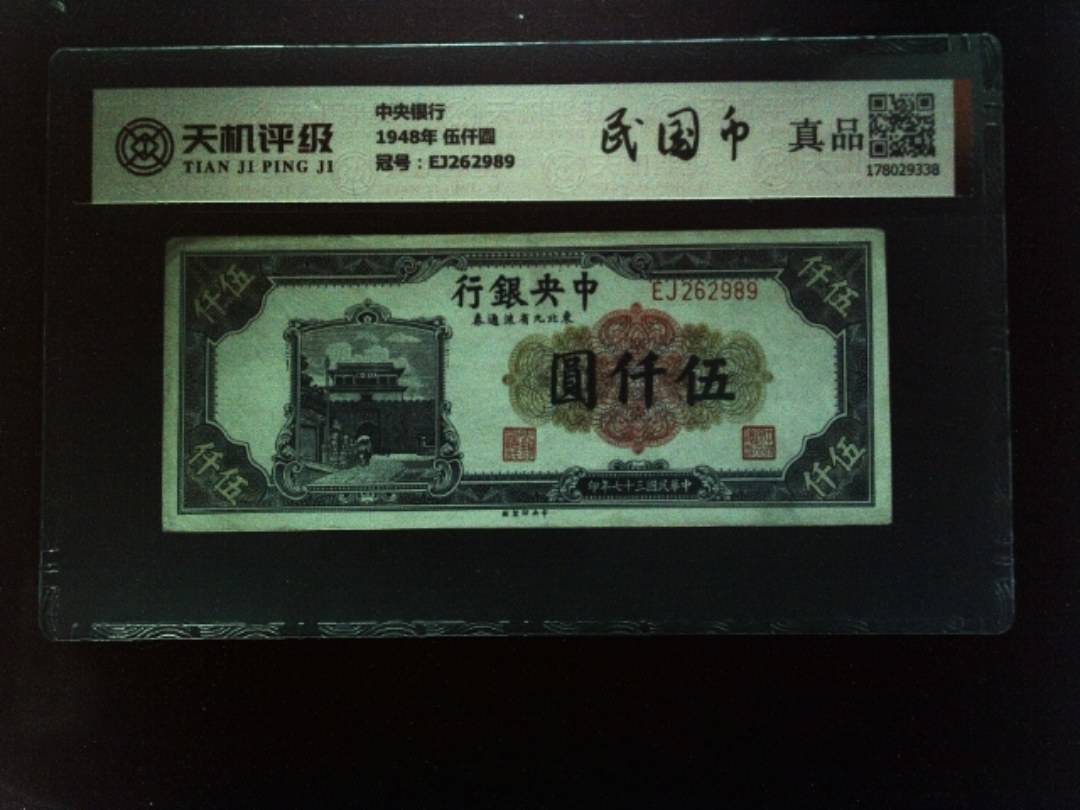 天机评级
TIAN JI PING JI
中央银行
1948年 伍仟圆
冠号：EJ262989
民国币
真品
178029338
仟伍
行銀央中
EJ262989
仟伍
券通流省九北東
圓仟伍
仟伍
印年七十三國民華中
仟伍